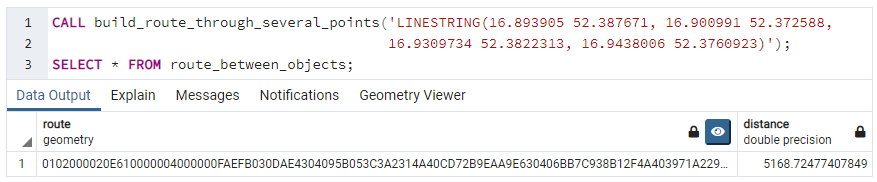 1 CALL build_route_through_several_points('LINESTRING(16.893905 52.387671, 16.900991 52.372588,
2 16.9309734 52.3822313, 16.9438006 52.3760923)');
3 SELECT * FROM route_between_objects;
Data Output Explain Messages Notifications Geometry Viewer
route distance
geometry double precision
1 0102000020E610000004000000FAEFB030DAE4304095B053C3A2314A40CD72B9EAA9E630406BB7C938B12F4A403971A229... 5168.72477407849